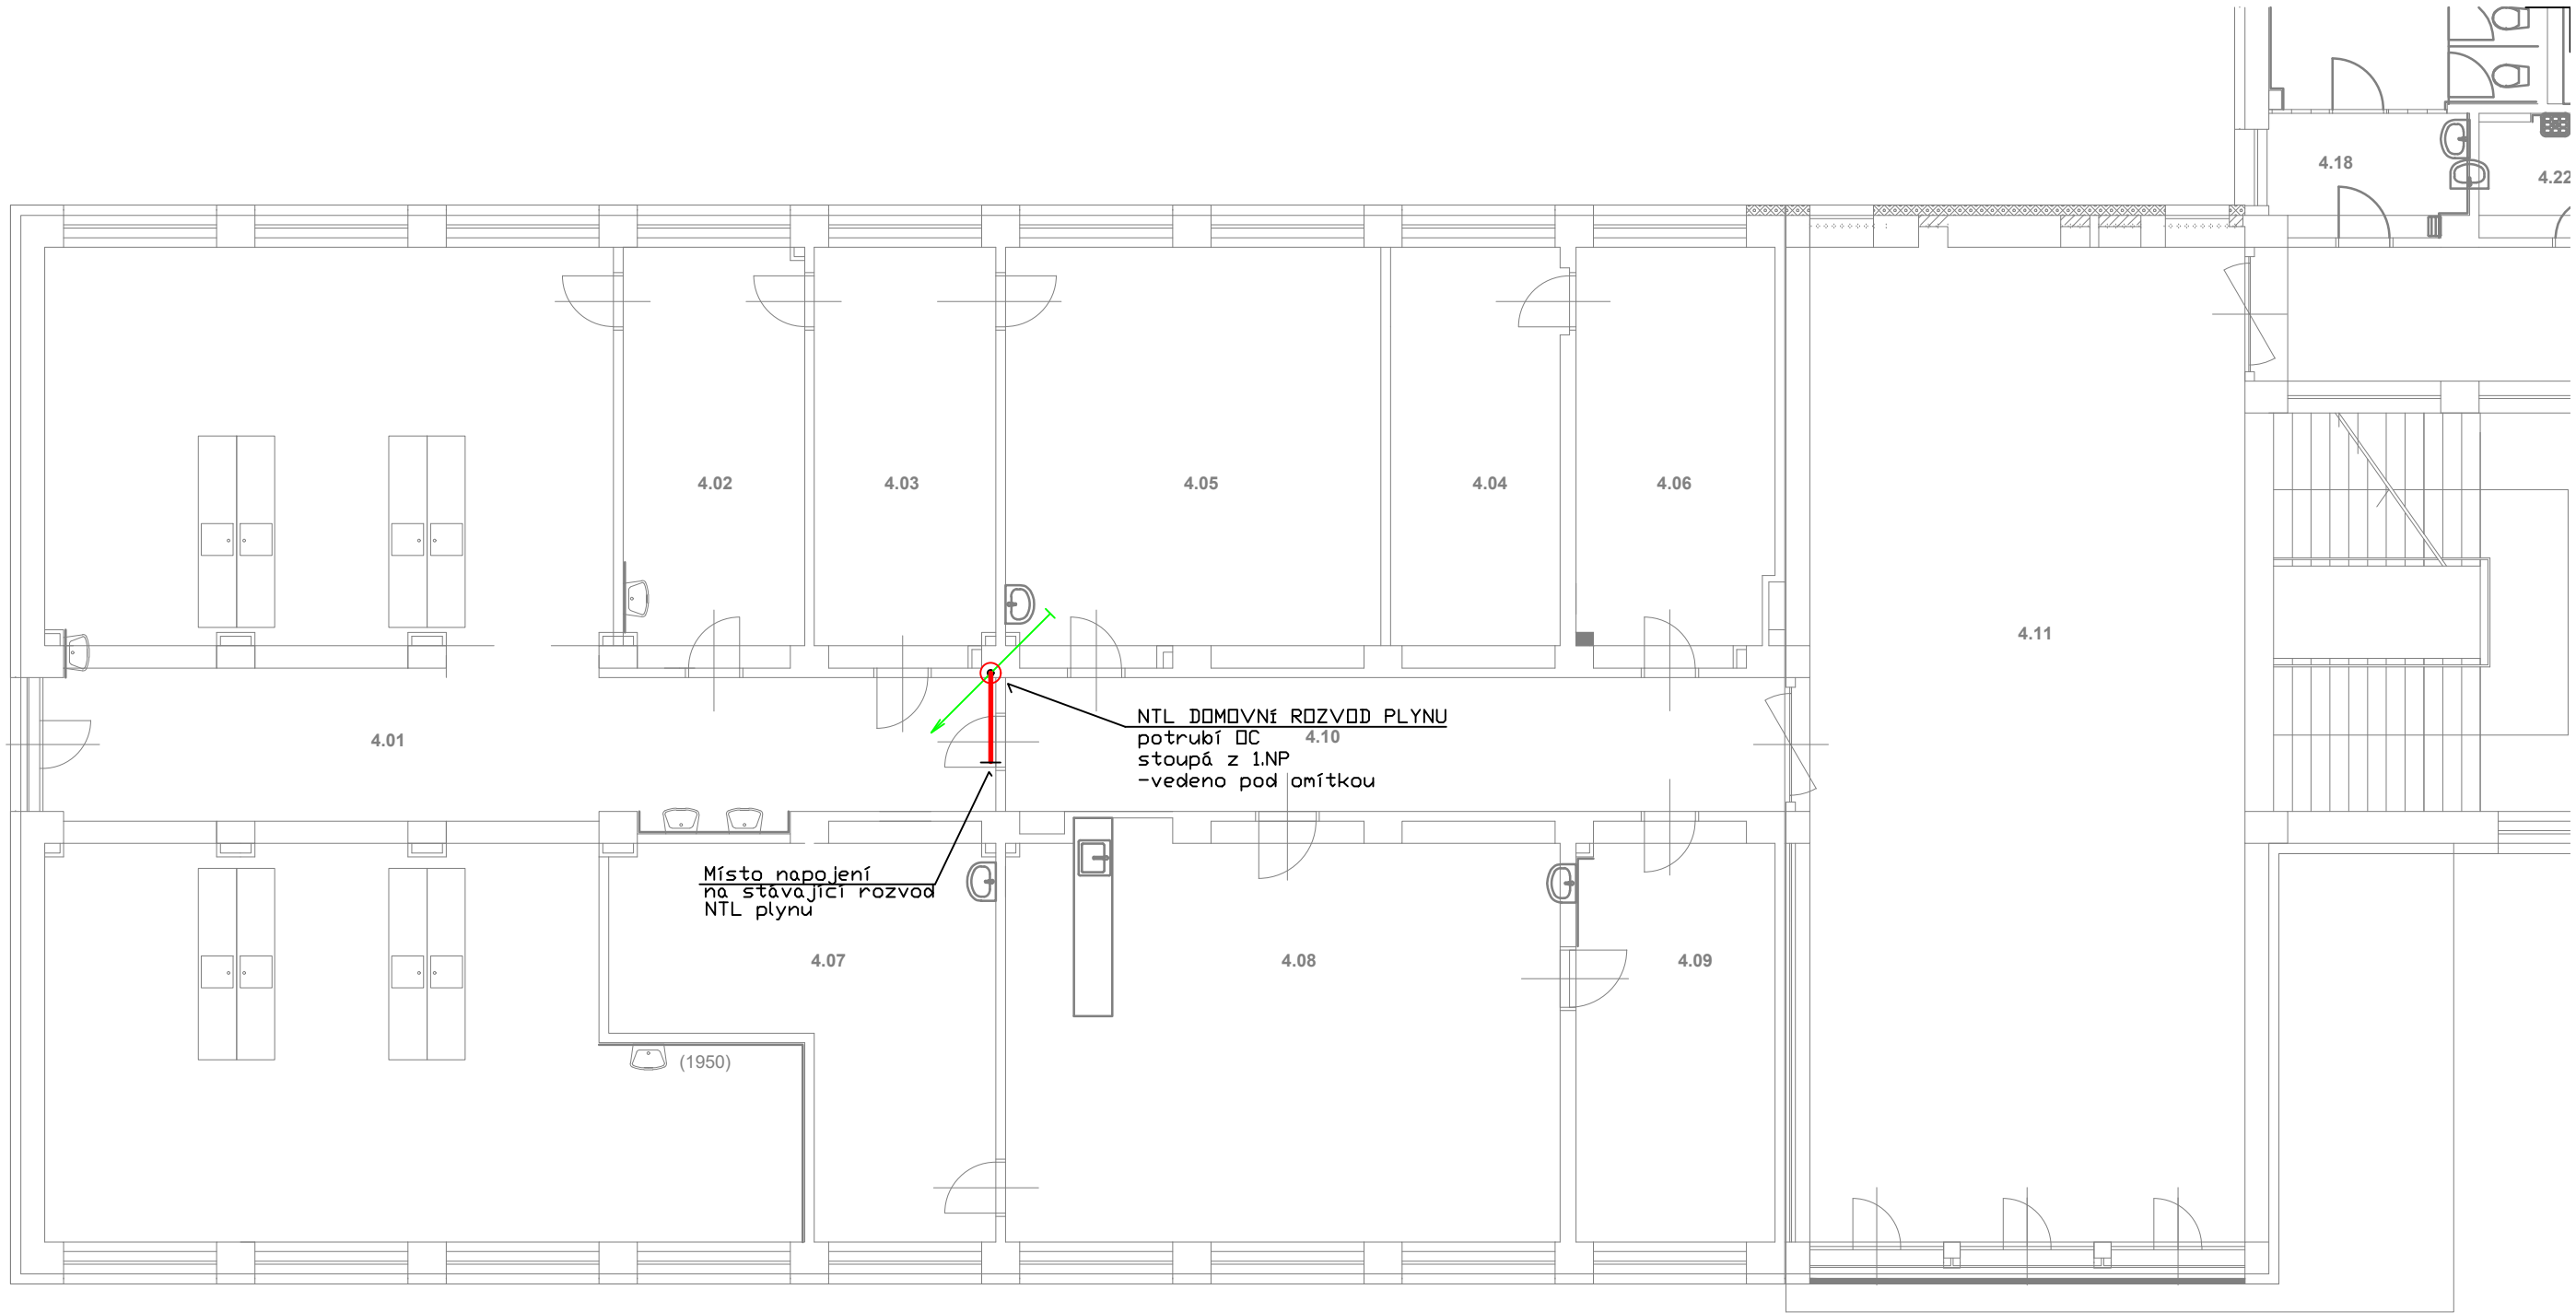 4.18
4.22
4.02
4.03
4.05
4.04
4.06
4.11
4.01
NTL DOMOVNÍ ROZVOD PLYNU
4.10
potrubí OC
stoupá z 1.NP
-vedeno pod omítkou
Místo napojení
na stávající rozvod
NTL plynu
4.07
4.08
4.09
(1950)